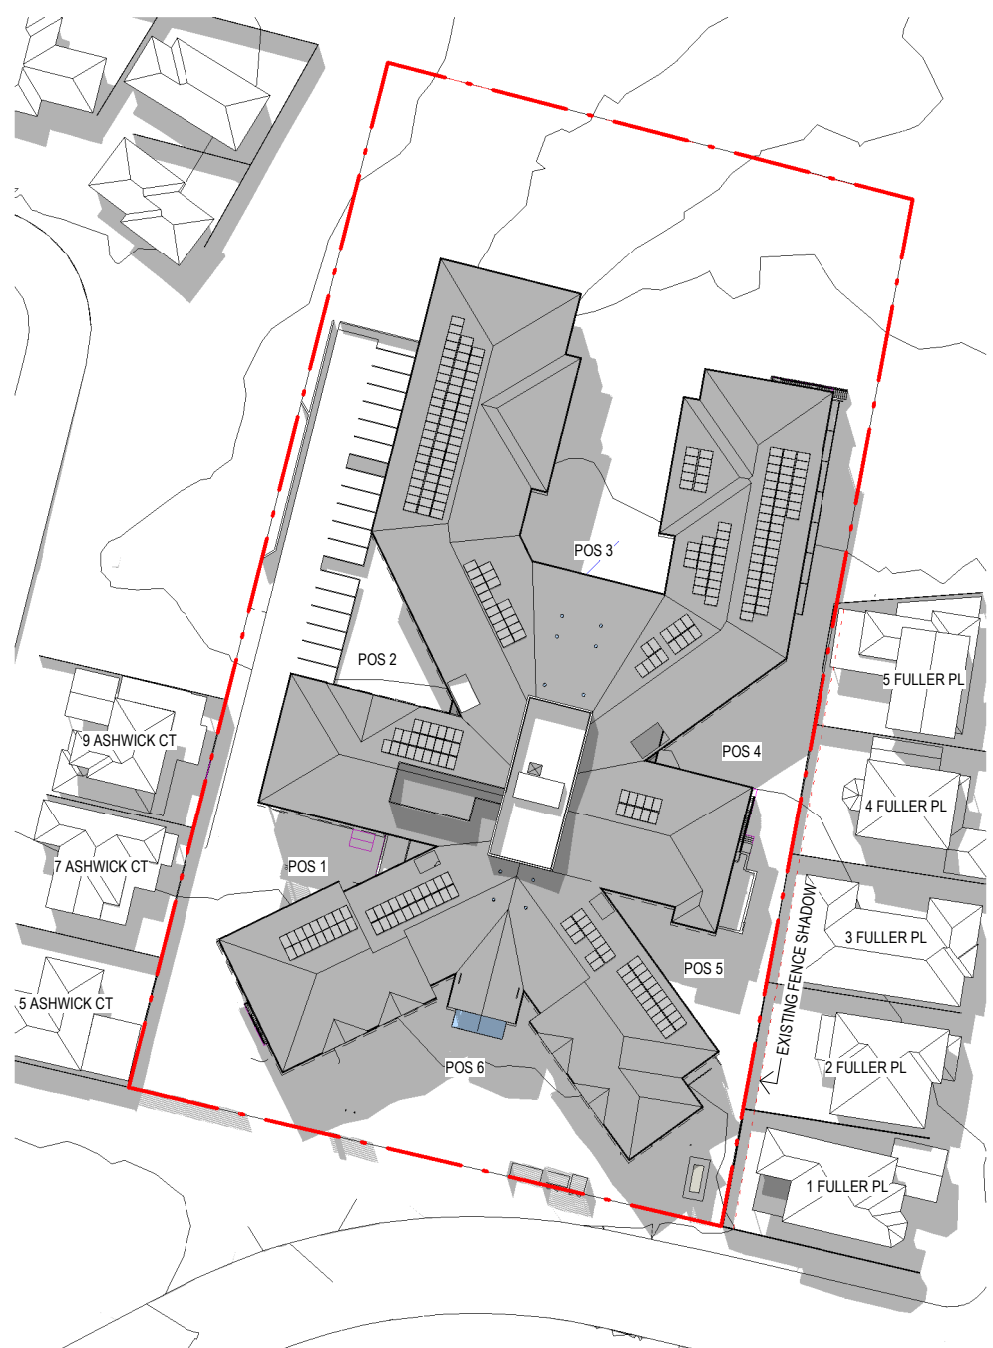 POS 3
POS 2
5 FULLER PL
9 ASHWICK CT
POS 4
4 FULLER PL
7 ASHWICK CT
POS 1
EXISTING FENCE SHADOW
3 FULLER PL
POS 5
5 ASHWICK CT
POS 6
2 FULLER PL
1 FULLER PL